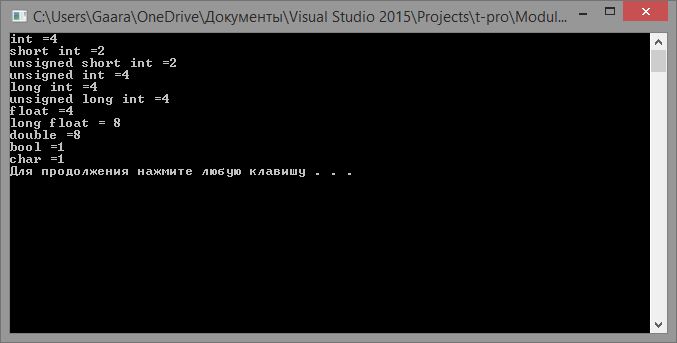 C:\Users\Gaara\OneDrive\Документы\Visual Studio 2015\Projects\t-pro\Modul...
int =4
short int =2
unsigned short int =2
unsigned int =4
long int =4
unsigned long int =4
float =4
long float = 8
double =8
bool =1
char =1
Для продолжения нажмите любую клавишу . . .